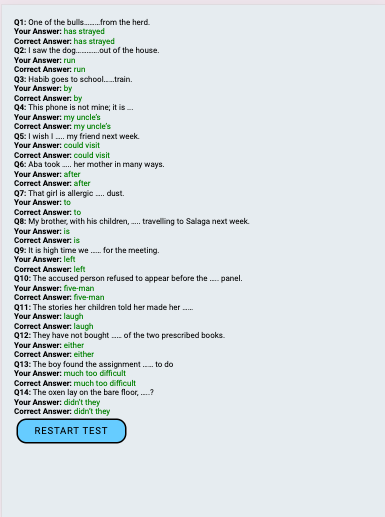 Q1: One of the bulls........from the herd.
Your Answer: has strayed
Correct Answer: has strayed
Q2: I saw the dog............out of the house.
Your Answer: run
Correct Answer: run
Q3: Habib goes to school.....train.
Your Answer: by
Correct Answer: by
Q4: This phone is not mine; it is ...
Your Answer: my uncle's
Correct Answer: my uncle's
Q5: I wish I ..... my friend next week.
Your Answer: could visit
Correct Answer: could visit
Q6: Aba took ..... her mother in many ways.
Your Answer: after
Correct Answer: after
Q7: That girl is allergic ..... dust.
Your Answer: to
Correct Answer: to
Q8: My brother, with his children, ..... travelling to Salaga next week.
Your Answer: is
Correct Answer: is
Q9: It is high time we ..... for the meeting.
Your Answer: left
Correct Answer: left
Q10: The accused person refused to appear before the ..... panel.
Your Answer: five-man
Correct Answer: five-man
Q11: The stories her children told her made her ......
Your Answer: laugh
Correct Answer: laugh
Q12: They have not bought ..... of the two prescribed books.
Your Answer: either
Correct Answer: either
Q13: The boy found the assignment ...... to do
Your Answer: much too difficult
Correct Answer: much too difficult
Q14: The oxen lay on the bare floor, .....?
Your Answer: didn't they
Correct Answer: didn't they
RESTART TEST